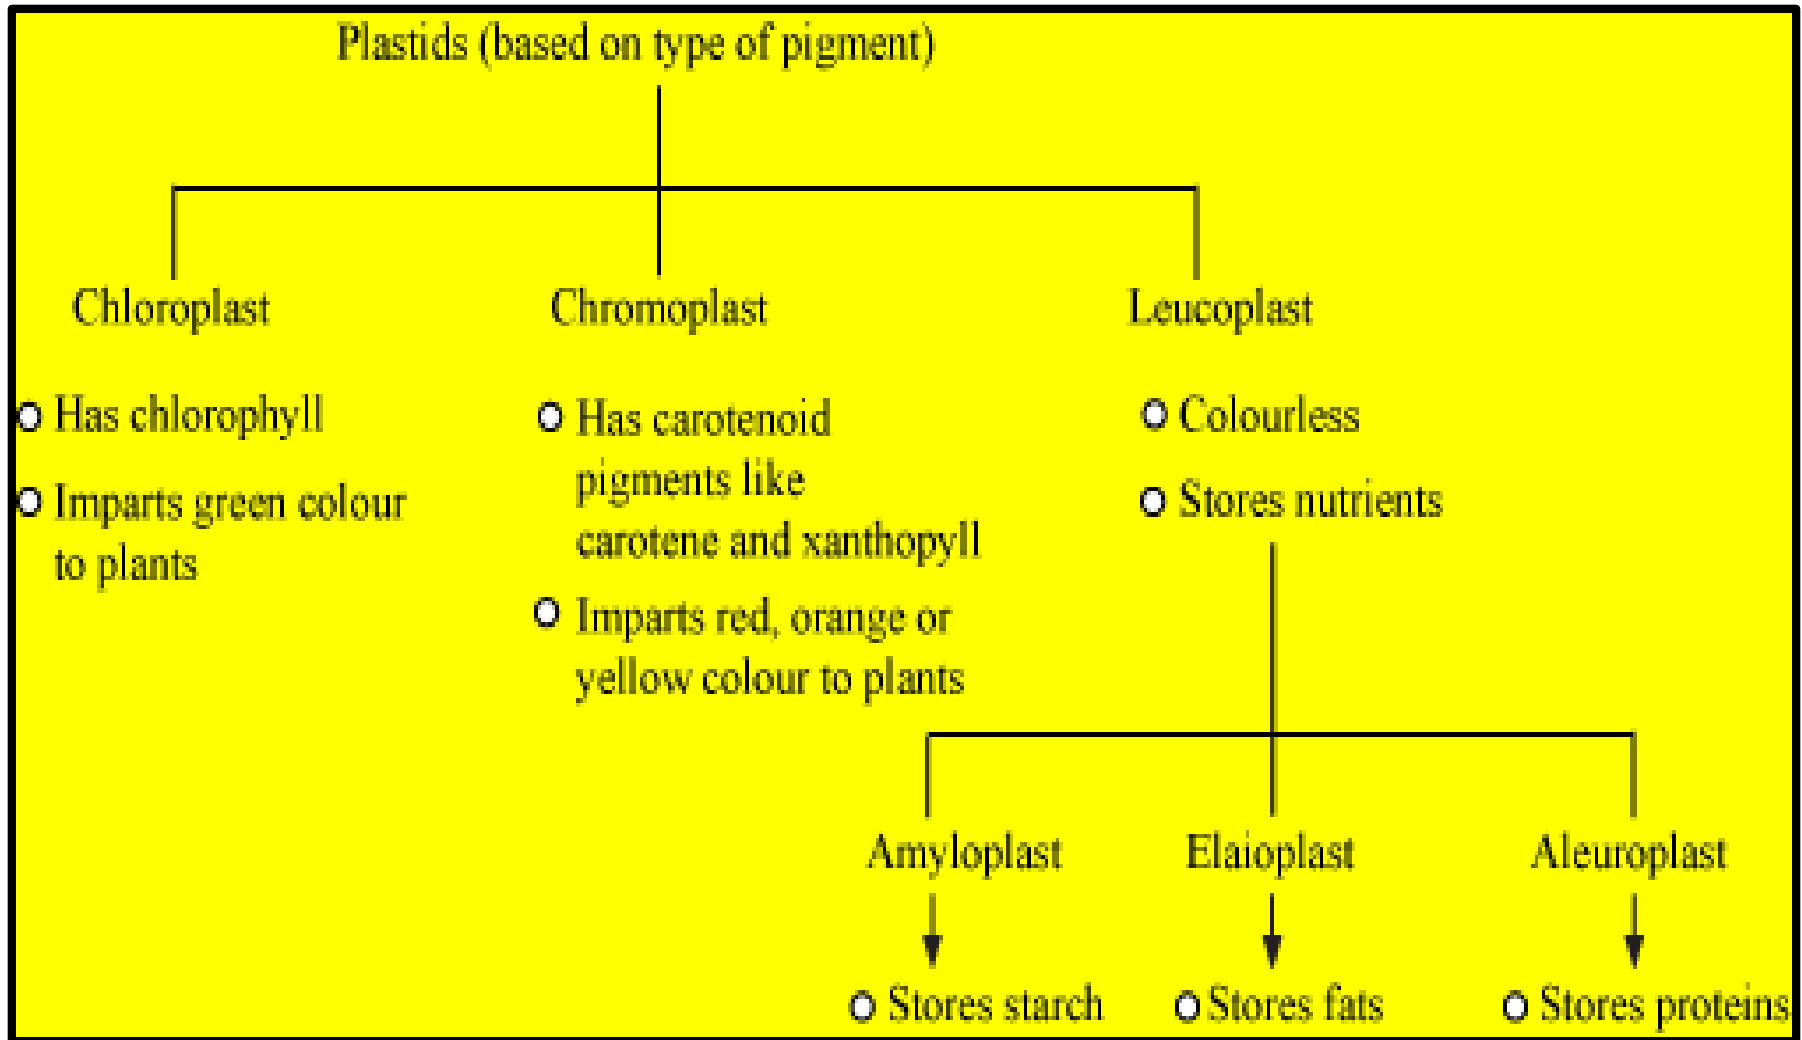 Plastids (based on type of pigment)
Chloroplast
Has chlorophyll
Imparts green colour
to plants
Chromoplast
Has carotenoid
pigments like
carotene and xanthopyll
Imparts red, orange or
yellow colour to plants
Leucoplast
Colourless
Stores nutrients
Amyloplast
Stores starch
Elaioplast
Stores fats
Aleuroplast
Stores proteins